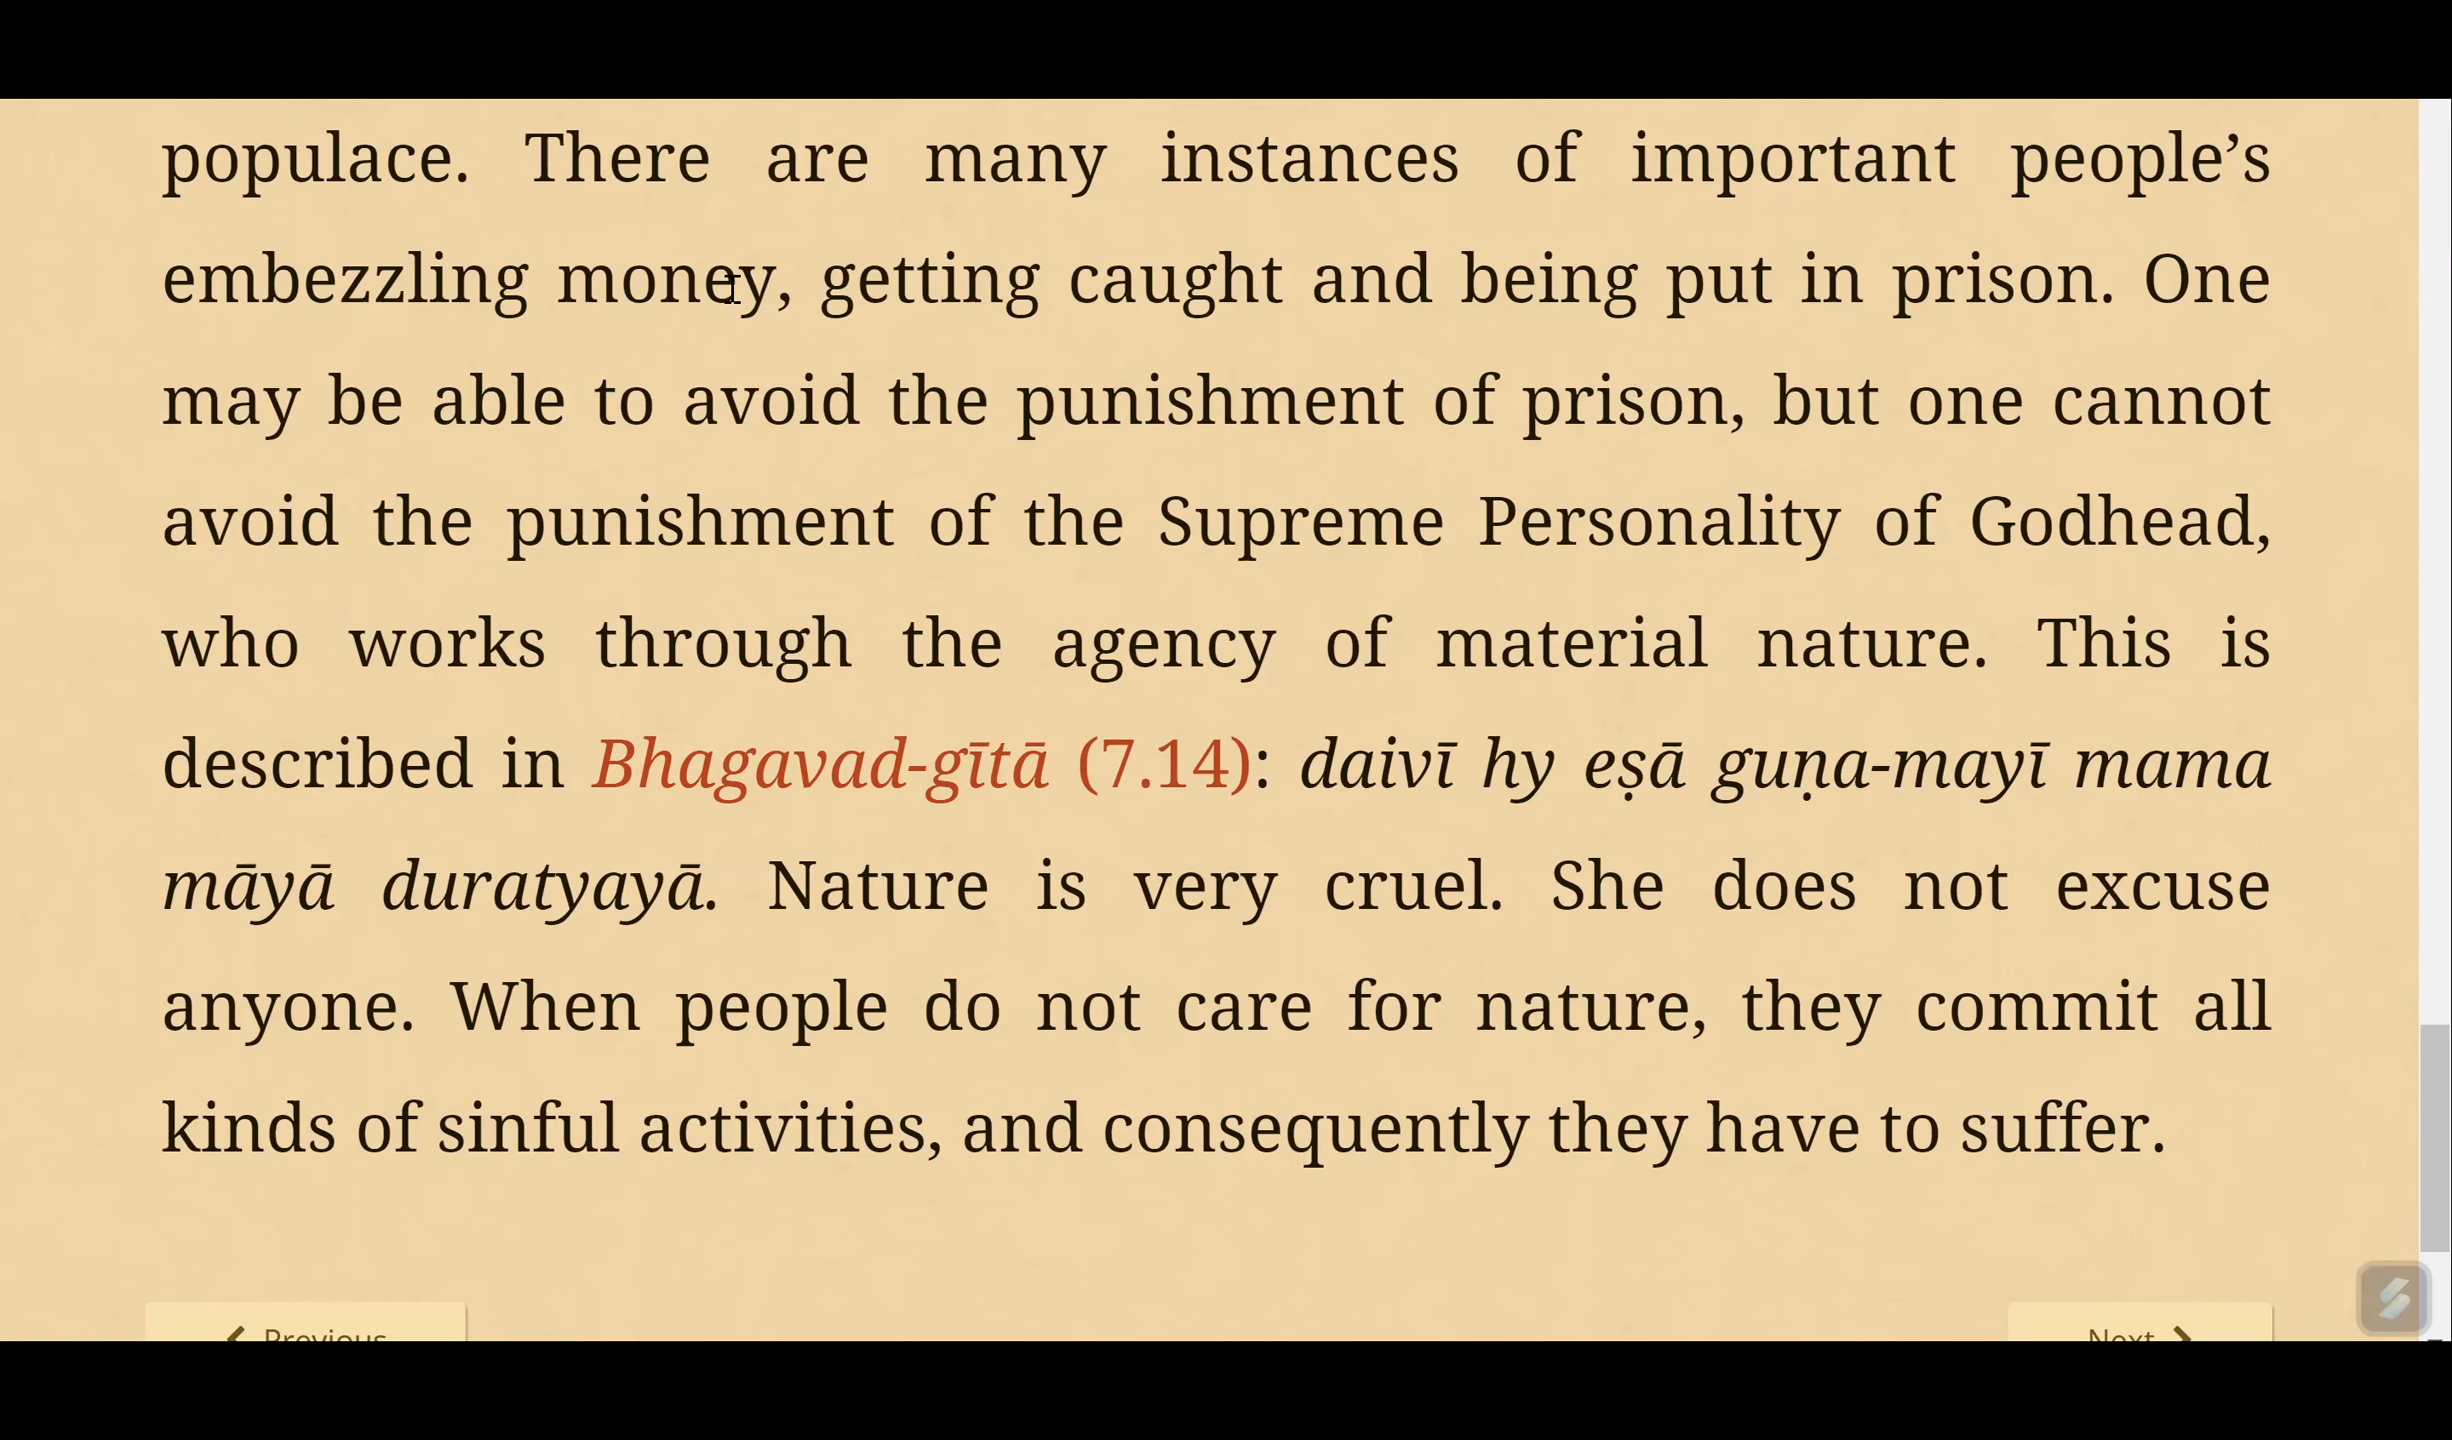 populace. There are many instances of important people’s
embezzling money, getting caught and being put in prison. One
may be able to avoid the punishment of prison, but one cannot
avoid the punishment of the Supreme Personality of Godhead,
who works through the agency of material nature. This is
described in Bhagavad-gītā (7.14): daivī hy eṣā guṇa-mayī mama
māyā duratyayā. Nature is very cruel. She does not excuse
anyone. When people do not care for nature, they commit all
kinds of sinful activities, and consequently they have to suffer.
Previous
Next